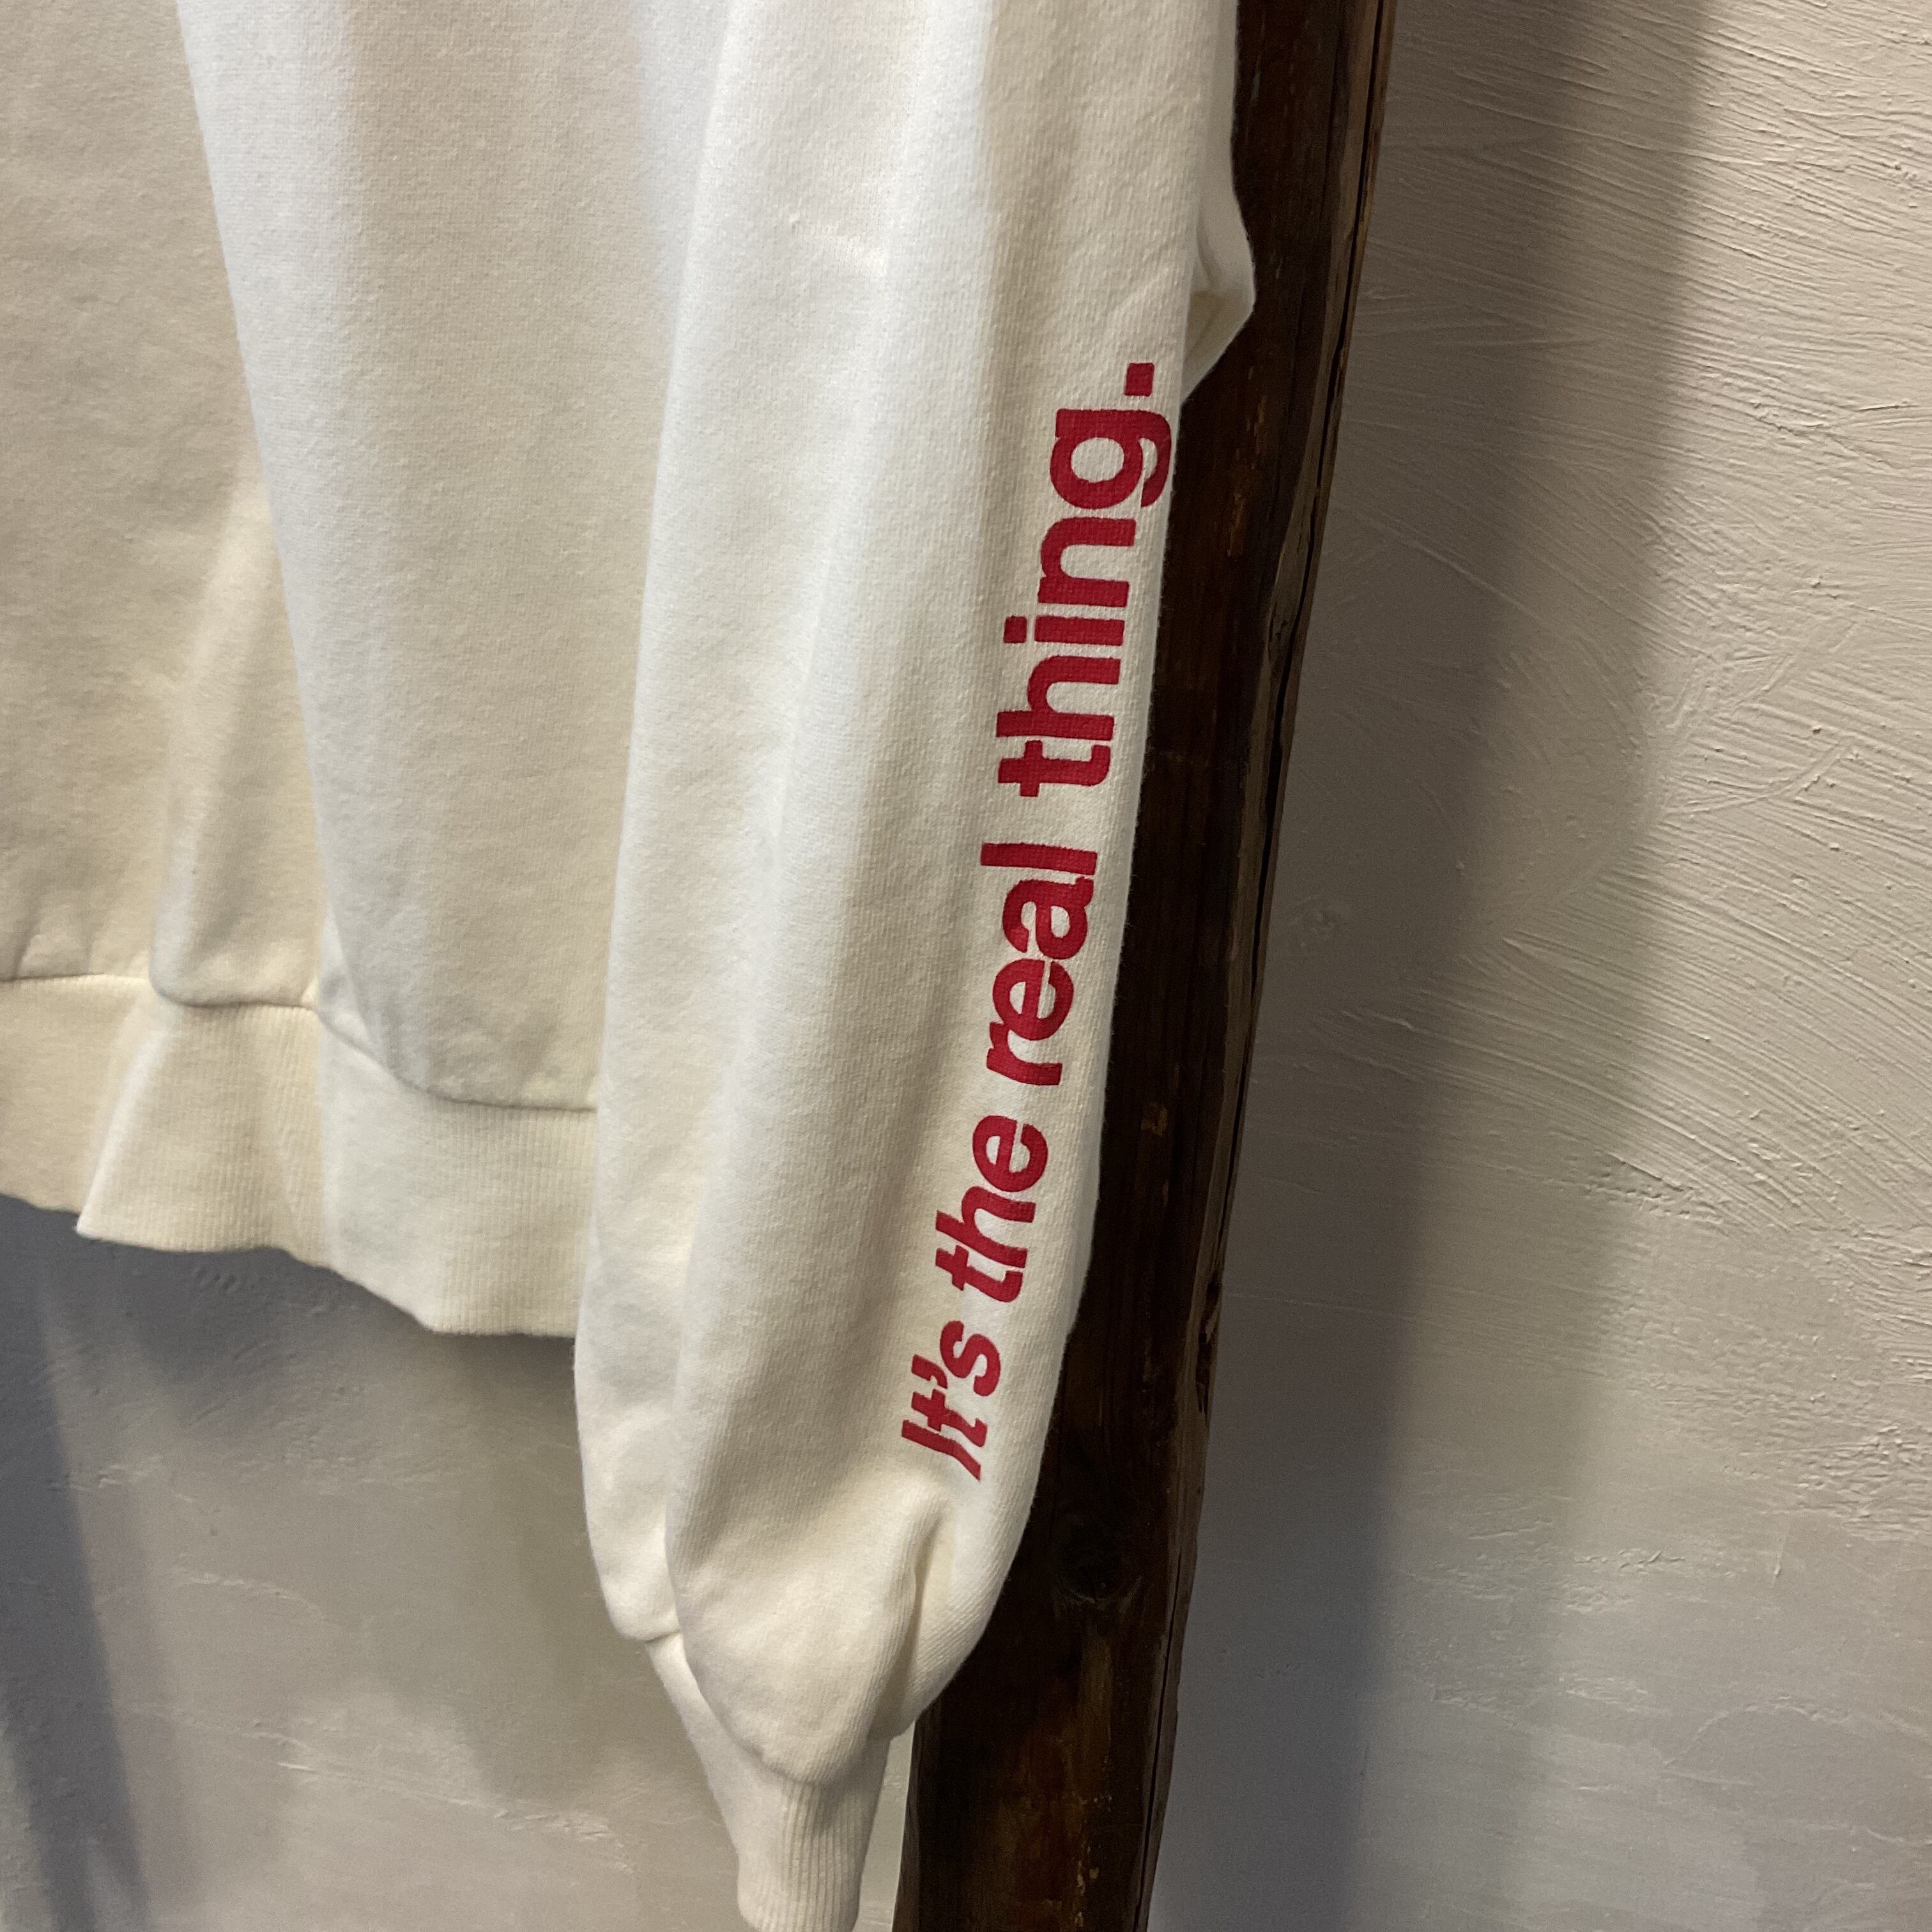 It's the real thing.